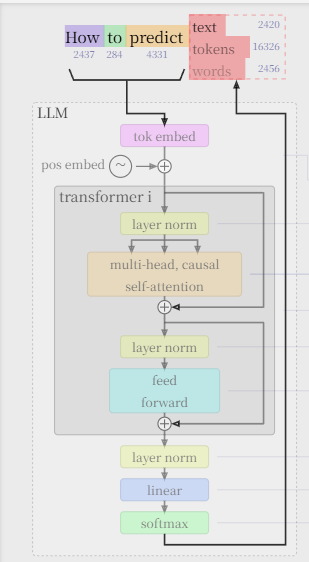 How to predict
2437 284 4331
text 2420
tokens 16326
words 2456
LLM
tok embed
pos embed ~
transformer i
layer norm
multi-head, causal
self-attention
layer norm
feed
forward
layer norm
linear
softmax